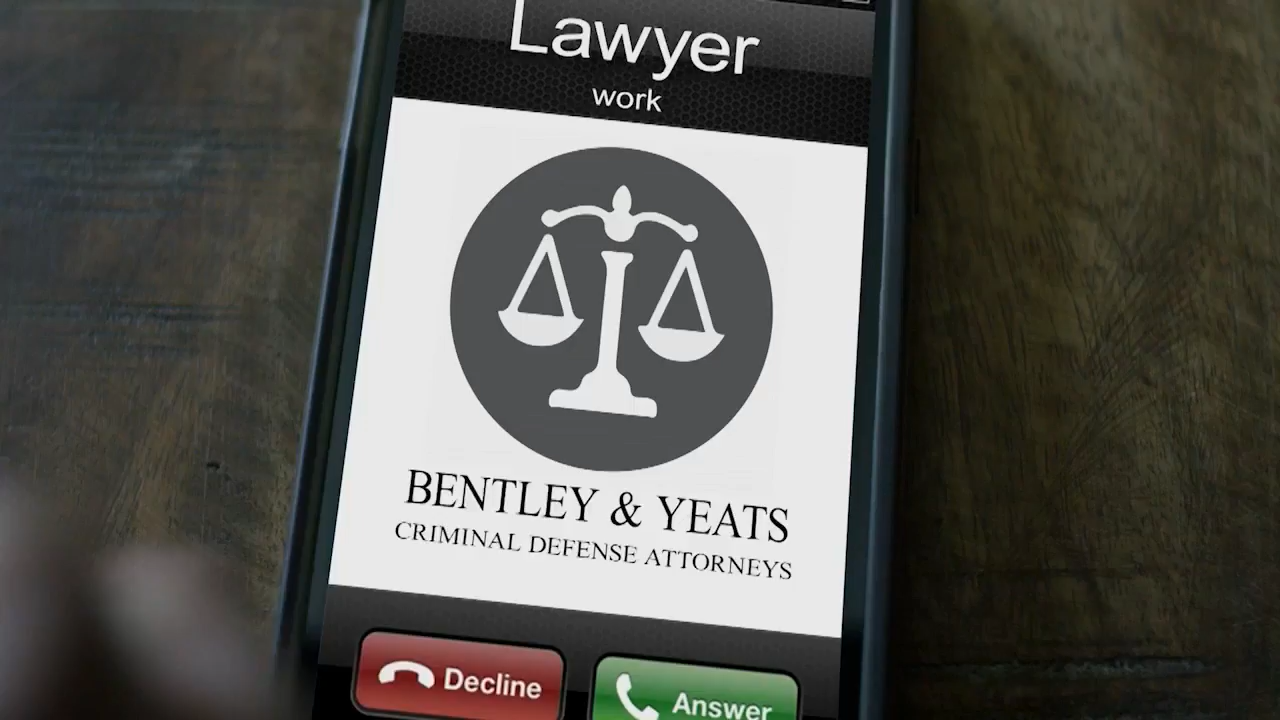 Lawyer
work
BENTLEY & YEATS
CRIMINAL DEFENSE ATTORNEYS
Decline
Answer